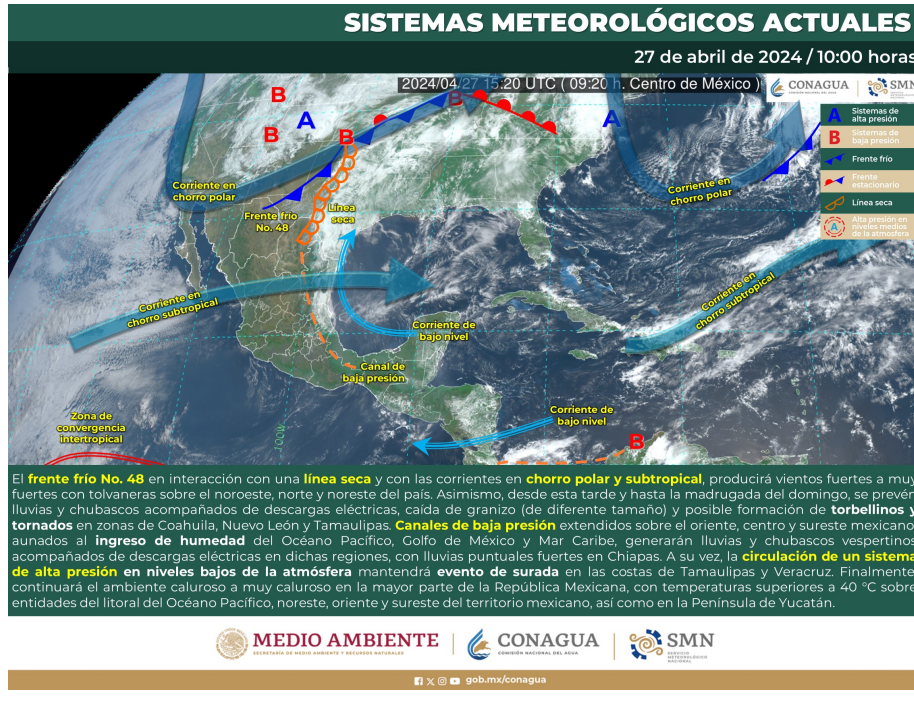 SISTEMAS METEOROLÓGICOS ACTUALES
27 de abril de 2024 / 10:00 horas
2024/04/27 15:20 UTC ( 09:20 h. Centro de México )
CONAGUA
COMISIÓN NACIONAL DEL AGUA
SMN
A Sistemas de
alta presión
B Sistemas de
baja presión
Frente frío
Frente
estacionario
Línea seca
A Alta presión en
niveles medios
de la atmósfera
B
B
A
B
B
A
Corriente en
chorro polar
Corriente en
chorro polar
Frente frío
No. 48
Línea
seca
Corriente en
chorro subtropical
Corriente en
chorro subtropical
Corriente de
bajo nivel
Canal de
baja presión
Zona de
convergencia
intertropical
100W
Corriente de
bajo nivel
B
El frente frío No. 48 en interacción con una línea seca y con las corrientes en chorro polar y subtropical, producirá vientos fuertes a muy
fuertes con tolvaneras sobre el noroeste, norte y noreste del país. Asimismo, desde esta tarde y hasta la madrugada del domingo, se prevén
lluvias y chubascos acompañados de descargas eléctricas, caída de granizo (de diferente tamaño) y posible formación de torbellinos y
tornados en zonas de Coahuila, Nuevo León y Tamaulipas. Canales de baja presión extendidos sobre el oriente, centro y sureste mexicano,
aunados al ingreso de humedad del Océano Pacífico, Golfo de México y Mar Caribe, generarán lluvias y chubascos vespertinos
acompañados de descargas eléctricas en dichas regiones, con lluvias puntuales fuertes en Chiapas. A su vez, la circulación de un sistema
de alta presión en niveles bajos de la atmósfera mantendrá evento de surada en las costas de Tamaulipas y Veracruz. Finalmente,
continuará el ambiente caluroso a muy caluroso en la mayor parte de la República Mexicana, con temperaturas superiores a 40 °C sobre
entidades del litoral del Océano Pacífico, noreste, oriente y sureste del territorio mexicano, así como en la Península de Yucatán.
MEDIO AMBIENTE
SECRETARÍA DE MEDIO AMBIENTE Y RECURSOS NATURALES
CONAGUA
COMISIÓN NACIONAL DEL AGUA
SMN
SERVICIO
METEOROLÓGICO
NACIONAL
gob.mx/conagua